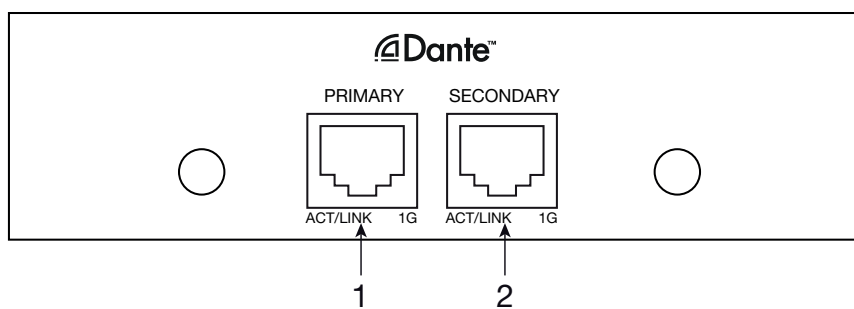 Dante™
PRIMARY SECONDARY
ACT/LINK 1G ACT/LINK 1G
1 2